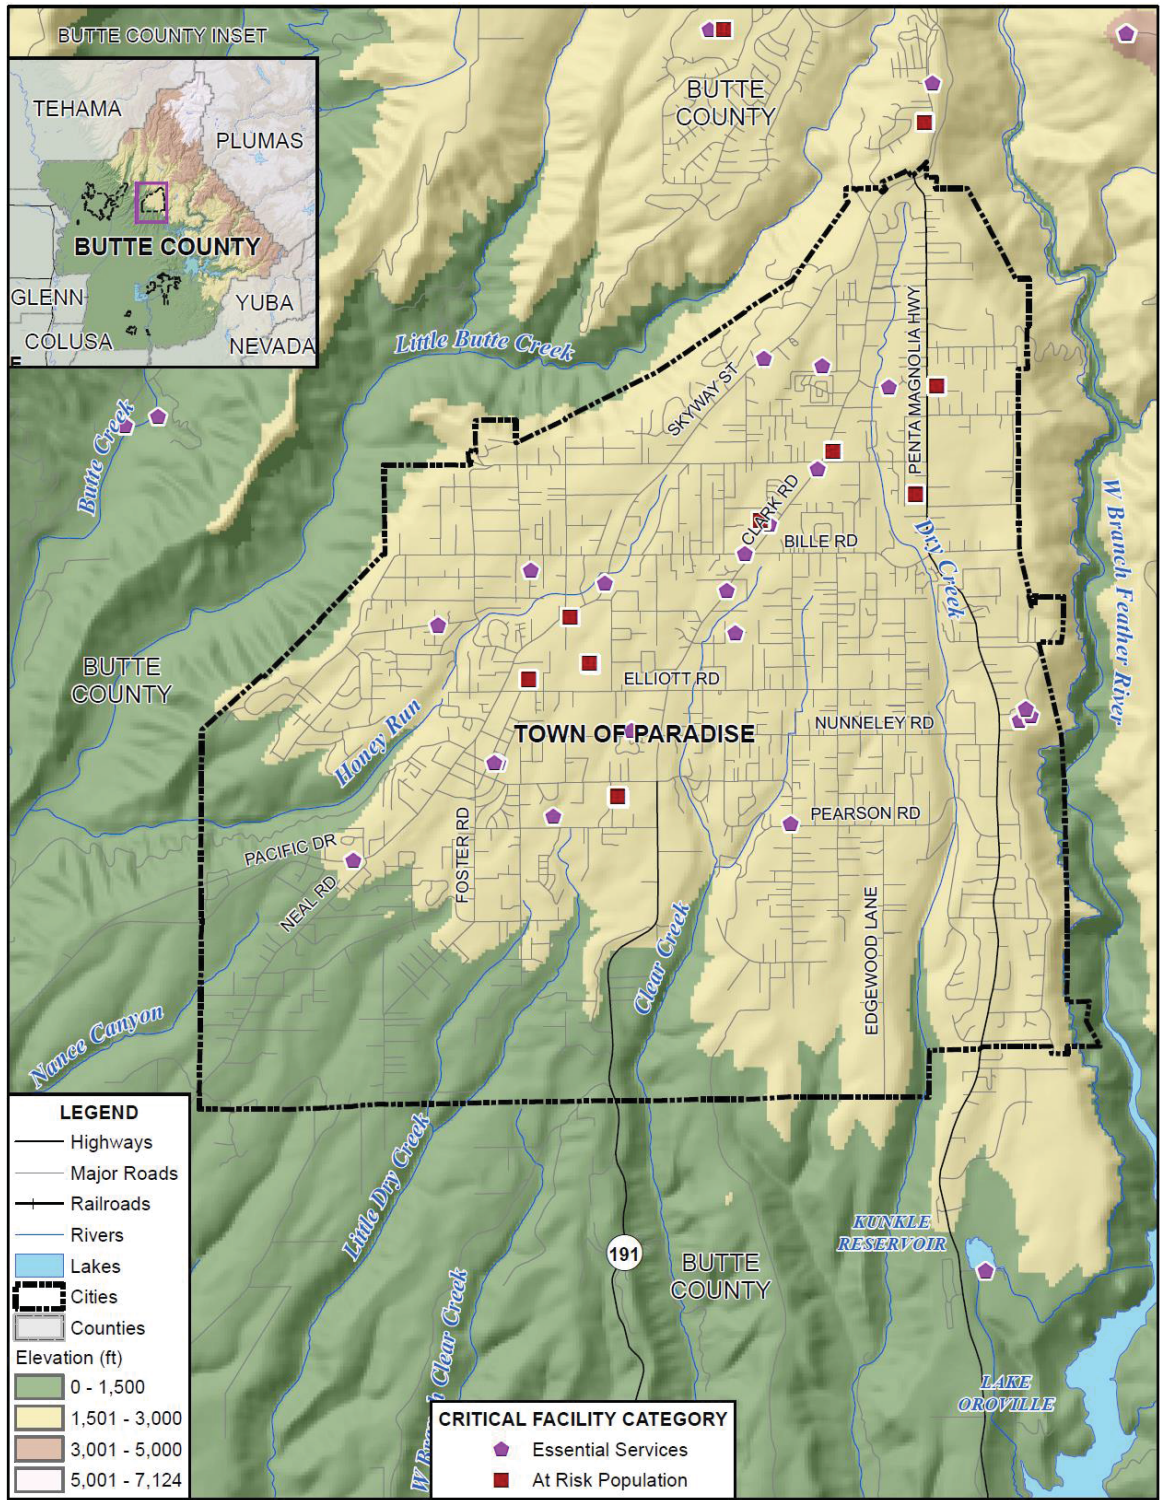 BUTTE COUNTY INSET
TEHAMA
PLUMAS
BUTTE COUNTY
GLENN
COLUSA
YUBA
NEVADA
BUTTE
COUNTY
Little Butte Creek
SKYWAY ST
PENTA MAGNOLIA HWY
Butte Creek
CLARK RD
BILLE RD
Dry Creek
W Branch Feather River
BUTTE
COUNTY
ELLIOTT RD
NUNNELEY RD
TOWN OF PARADISE
Honey Run
PEARSON RD
PACIFIC DR
NEAL RD
FOSTER RD
EDGEWOOD LANE
Clear Creek
Nance Canyon
Little Dry Creek
KUNKLE
RESERVOIR
191
BUTTE
COUNTY
W Branch Clear Creek
LAKE
OROVILLE
LEGEND
Highways
Major Roads
Railroads
Rivers
Lakes
Cities
Counties
Elevation (ft)
0 - 1,500
1,501 - 3,000
3,001 - 5,000
5,001 - 7,124
CRITICAL FACILITY CATEGORY
Essential Services
At Risk Population